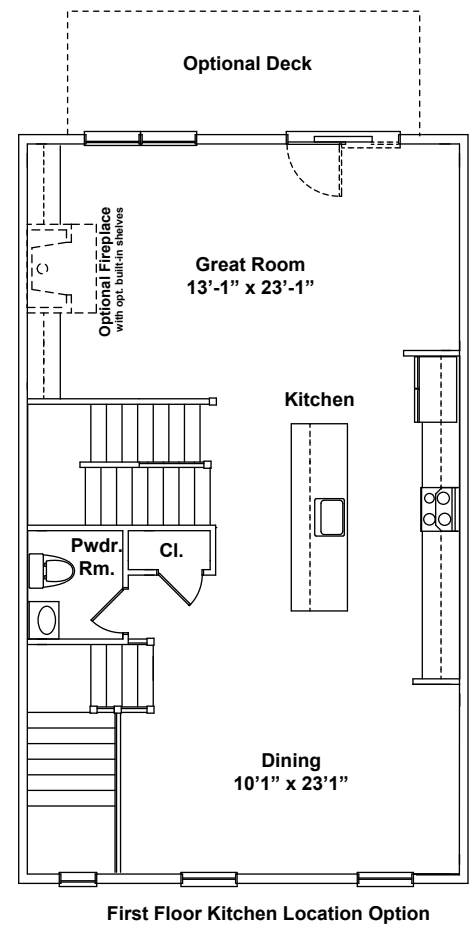 Optional Deck
Optional Fireplace
with opt. built-in shelves
Great Room
13’-1” x 23’-1”
Kitchen
Pwdr.
Rm.
Cl.
Dining
10’1” x 23’1”
First Floor Kitchen Location Option